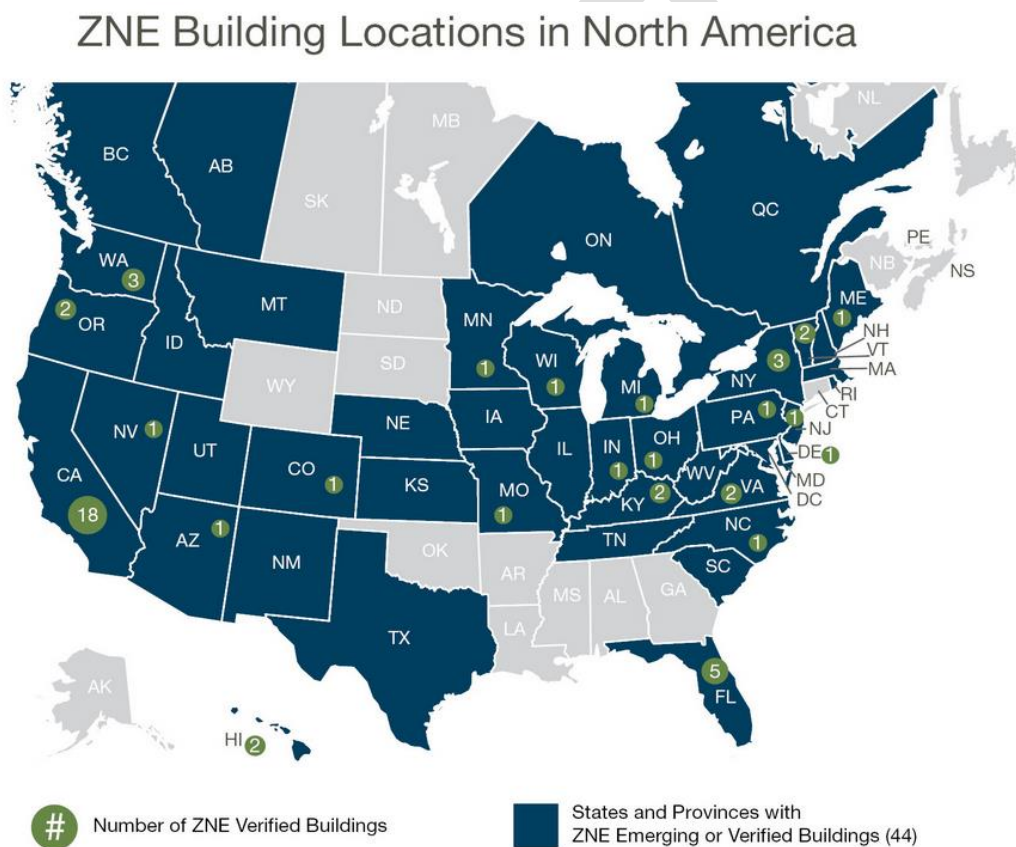 ZNE Building Locations in North America
NL
MB
BC
AB
SK
QC
ON
PE
NB
NS
WA
3
MT
ND
ME
1
2
OR
MN
NH
2
ID
VT
WI
3
MA
SD
1
1
MI
NY
WY
RI
1
PA
1
CT
NE
IA
1
NJ
NV
1
OH
UT
IL
IN
DE
1
CO
1
1
WV
CA
KS
MO
MD
1
KY
2
2
VA
DC
18
1
AZ
1
NC
TN
1
OK
NM
AR
SC
MS
AL
GA
LA
TX
5
AK
FL
HI
2
# Number of ZNE Verified Buildings
States and Provinces with
ZNE Emerging or Verified Buildings (44)